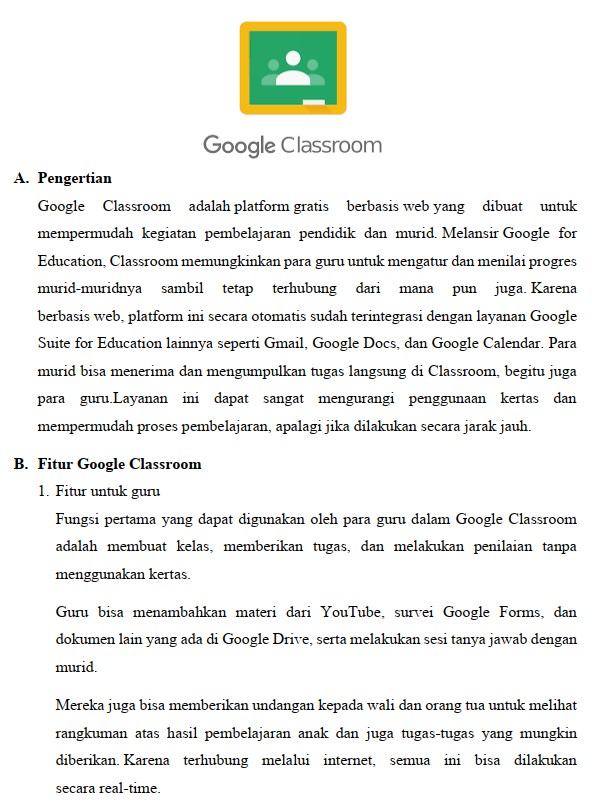 Google Classroom
A. Pengertian
Google Classroom adalah platform gratis berbasis web yang dibuat untuk
mempermudah kegiatan pembelajaran pendidik dan murid. Melansir Google for
Education, Classroom memungkinkan para guru untuk mengatur dan menilai progres
murid-muridnya sambil tetap terhubung dari mana pun juga. Karena
berbasis web, platform ini secara otomatis sudah terintegrasi dengan layanan Google
Suite for Education lainnya seperti Gmail, Google Docs, dan Google Calendar. Para
murid bisa menerima dan mengumpulkan tugas langsung di Classroom, begitu juga
para guru.Layanan ini dapat sangat mengurangi penggunaan kertas dan
mempermudah proses pembelajaran, apalagi jika dilakukan secara jarak jauh.
B. Fitur Google Classroom
1. Fitur untuk guru
Fungsi pertama yang dapat digunakan oleh para guru dalam Google Classroom
adalah membuat kelas, memberikan tugas, dan melakukan penilaian tanpa
menggunakan kertas.
Guru bisa menambahkan materi dari YouTube, survei Google Forms, dan
dokumen lain yang ada di Google Drive, serta melakukan sesi tanya jawab dengan
murid.
Mereka juga bisa memberikan undangan kepada wali dan orang tua untuk melihat
rangkuman atas hasil pembelajaran anak dan juga tugas-tugas yang mungkin
diberikan. Karena terhubung melalui internet, semua ini bisa dilakukan
secara real-time.